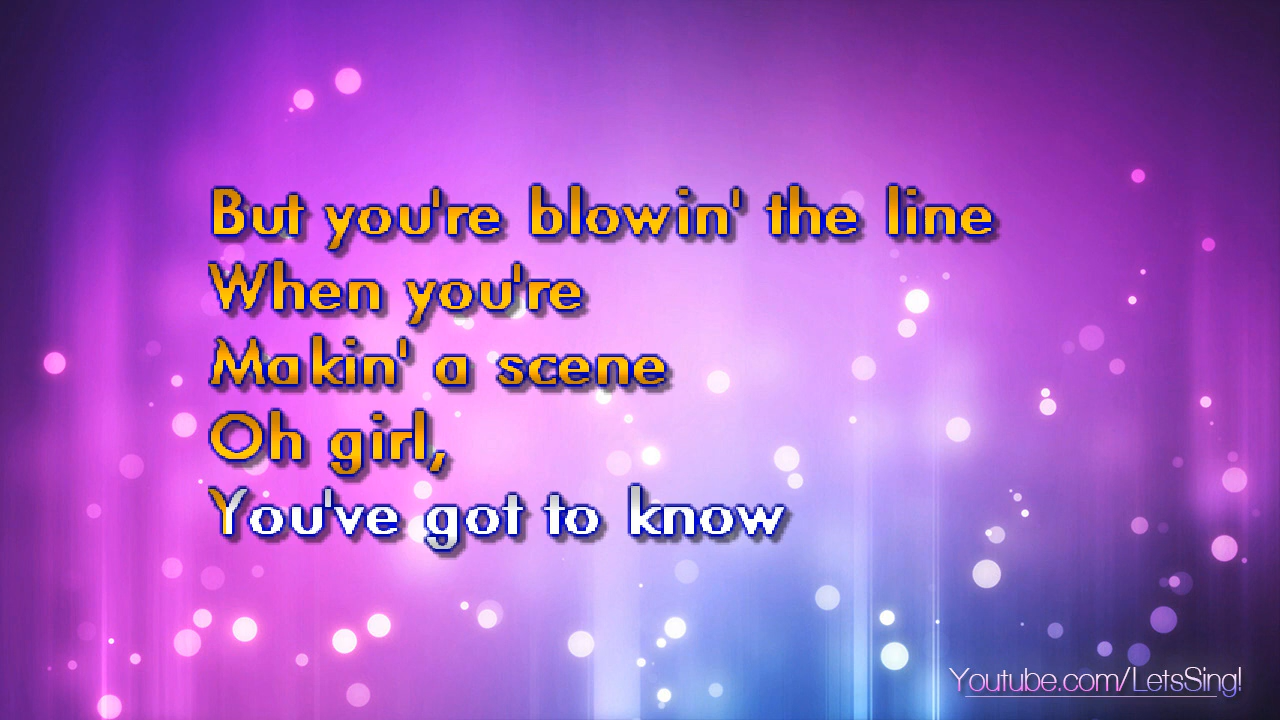 But you're blowin' the line
When you're
Makin' a scene
Oh girl,
You've got to know
Youtube.com/LetsSing!